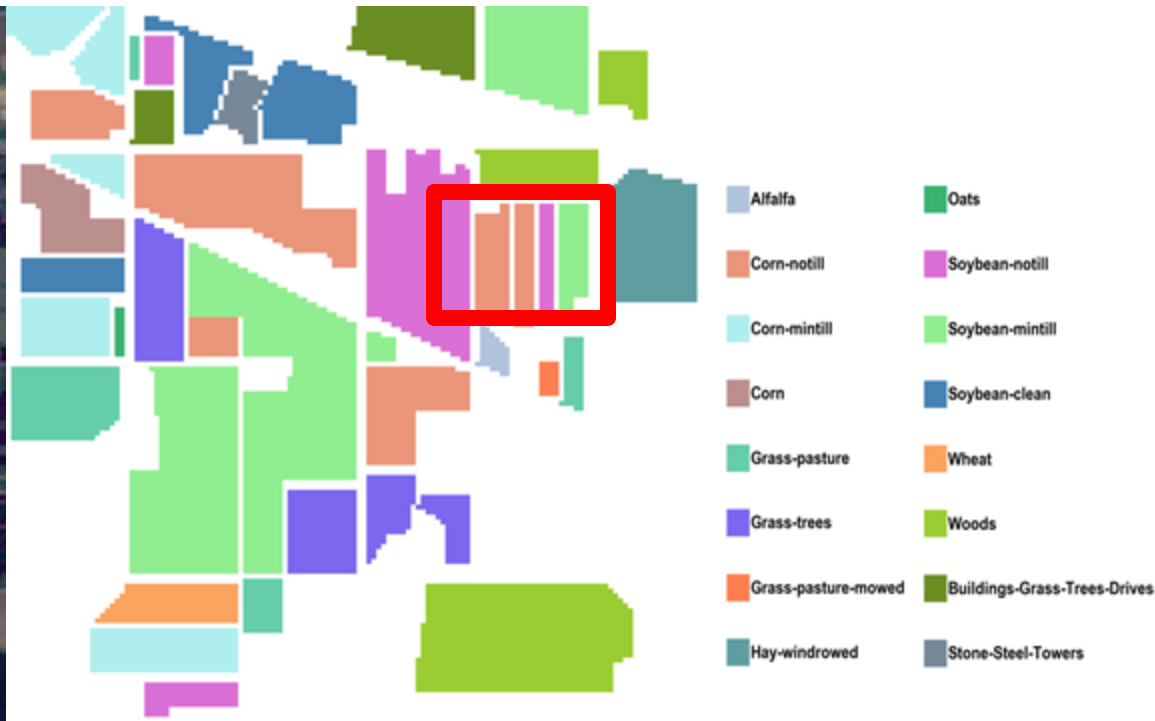 Alfalfa
Oats
Corn-notill
Soybean-notill
Corn-mintill
Soybean-mintill
Corn
Soybean-clean
Grass-pasture
Wheat
Grass-trees
Woods
Grass-pasture-mowed
Buildings-Grass-Trees-Drives
Hay-windrowed
Stone-Steel-Towers